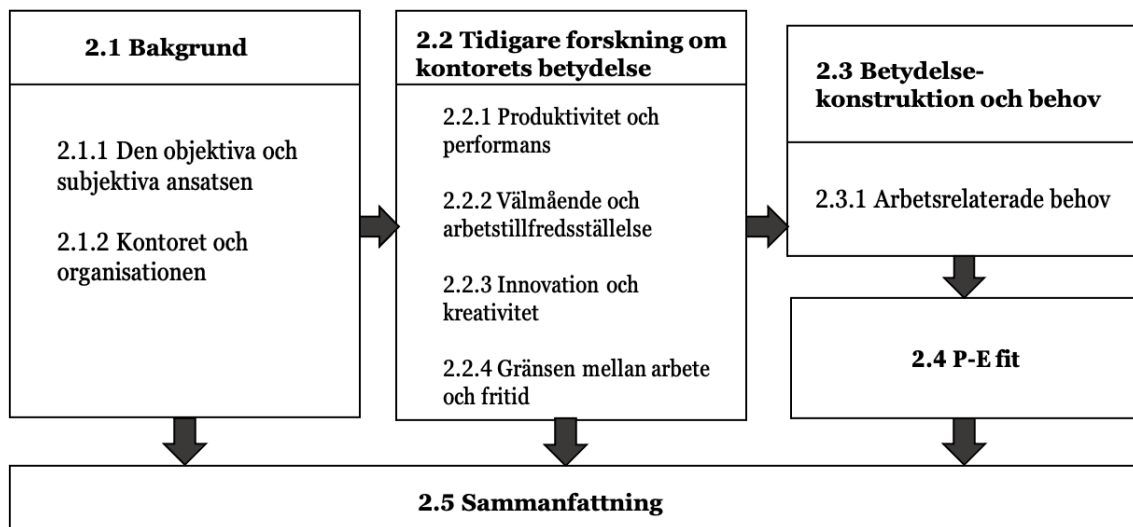 2.1 Bakgrund
2.1.1 Den objektiva och
subjektiva ansatsen
2.1.2 Kontoret och
organisationen
2.2 Tidigare forskning om
kontorets betydelse
2.2.1 Produktivitet och
performans
2.2.2 Välmående och
arbetstillfredsställelse
2.2.3 Innovation och
kreativitet
2.2.4 Gränsen mellan arbete
och fritid
2.3 Betydelse-
konstruktion och behov
2.3.1 Arbetsrelaterade behov
2.4 P-E fit
2.5 Sammanfattning